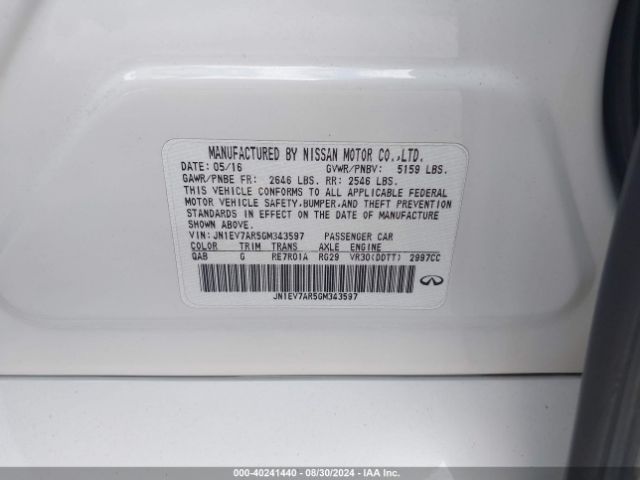 MANUFACTURED BY NISSAN MOTOR CO.,LTD.
DATE: 05/16 GVWR/PNBV: 5159 LBS.
GAWR/PNBE FR: 2646 LBS. RR: 2546 LBS.
THIS VEHICLE CONFORMS TO ALL APPLICABLE FEDERAL
MOTOR VEHICLE SAFETY,BUMPER,AND THEFT PREVENTION
STANDARDS IN EFFECT ON THE DATE OF MANUFACTURE
SHOWN ABOVE.
VIN: JN1EV7AR5GM343597 PASSENGER CAR
COLOR TRIM TRANS AXLE ENGINE
QAB G RE7R01A RG29 VR30(DDTT) 2997CC
JN1EV7AR5GM343597
000-40241440 - 08/30/2024 - IAA Inc.